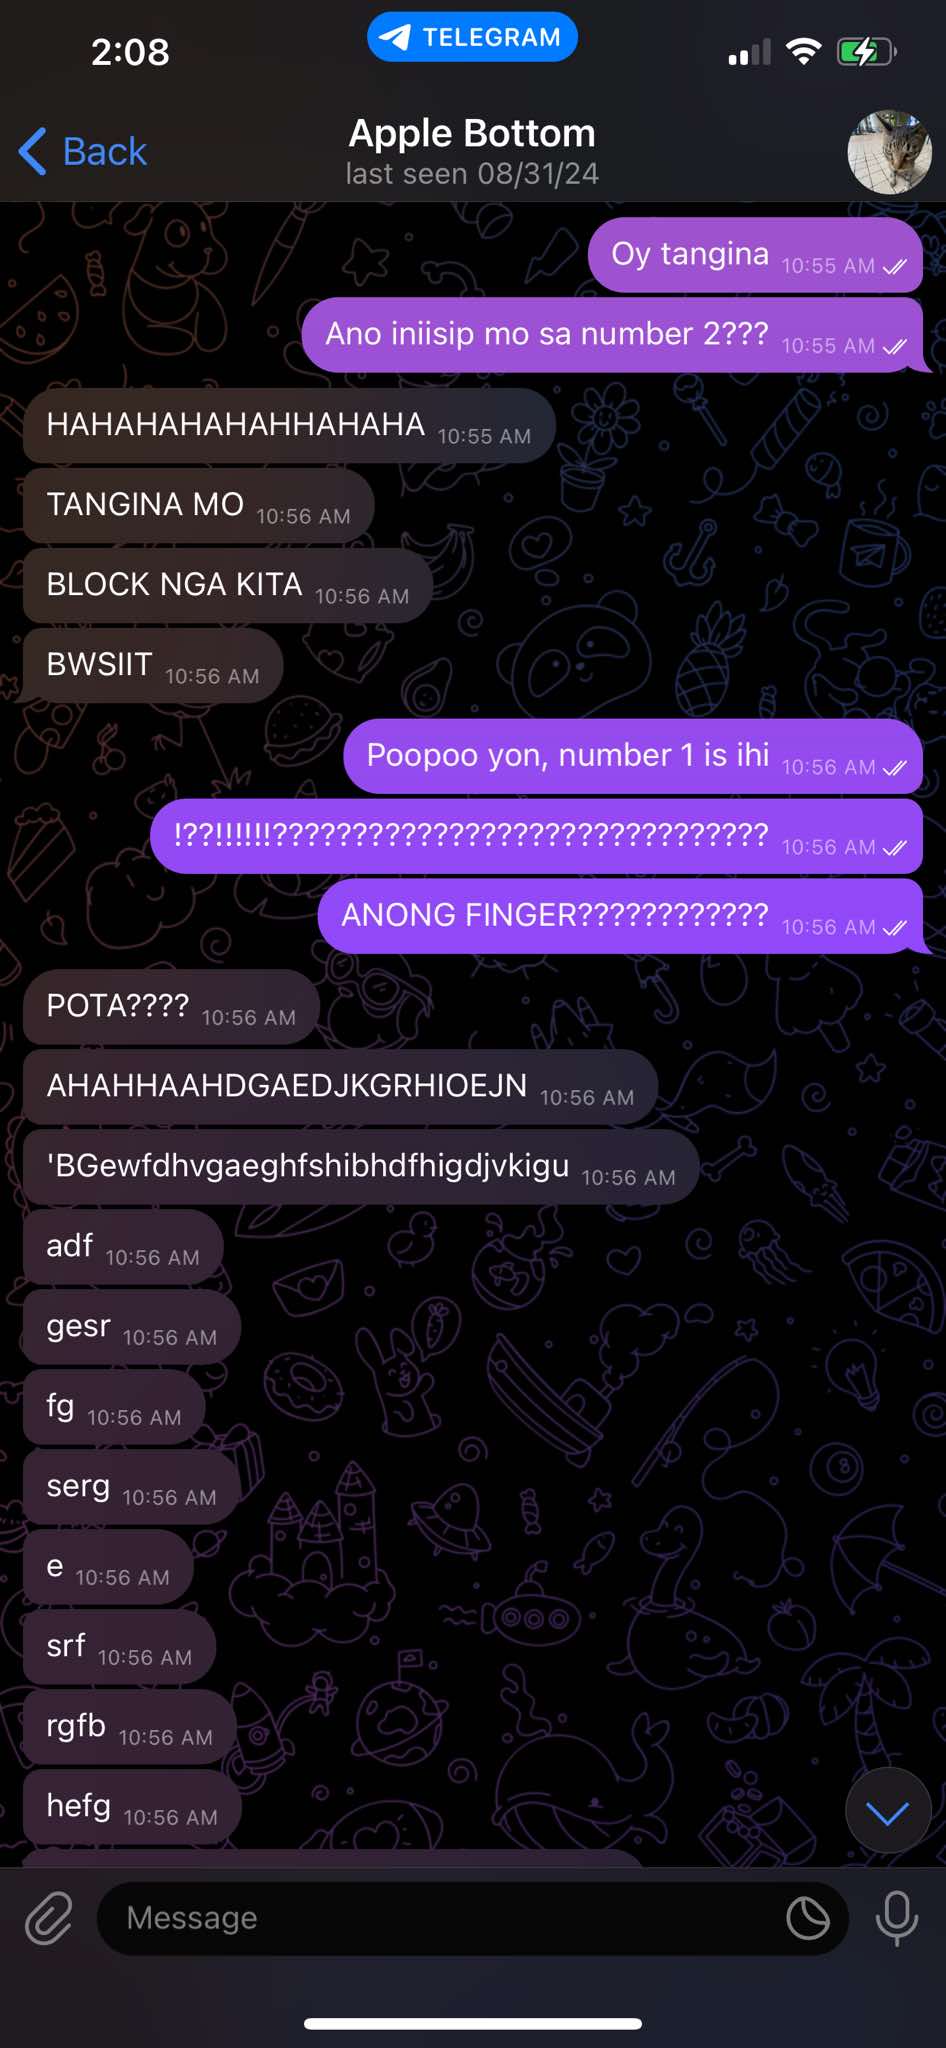 2:08
TELEGRAM
Back
Apple Bottom
last seen 08/31/24
Oy tangina 10:55 AM
Ano iniisip mo sa number 2??? 10:55 AM
HAHAHAHAHAHHAHAHA 10:55 AM
TANGINA MO 10:56 AM
BLOCK NGA KITA 10:56 AM
BWSIIT 10:56 AM
Poopoo yon, number 1 is ihi 10:56 AM
!??!!!!!!??????????????????????????????? 10:56 AM
ANONG FINGER???????????? 10:56 AM
POTA???? 10:56 AM
AHAHHAAHDGAEDJKGRHIOEJN 10:56 AM
'BGewfdhvgaeghfshibhdfhigdjvkigu 10:56 AM
adf 10:56 AM
gesr 10:56 AM
fg 10:56 AM
serg 10:56 AM
e 10:56 AM
srf 10:56 AM
rgfb 10:56 AM
hefg 10:56 AM
Message